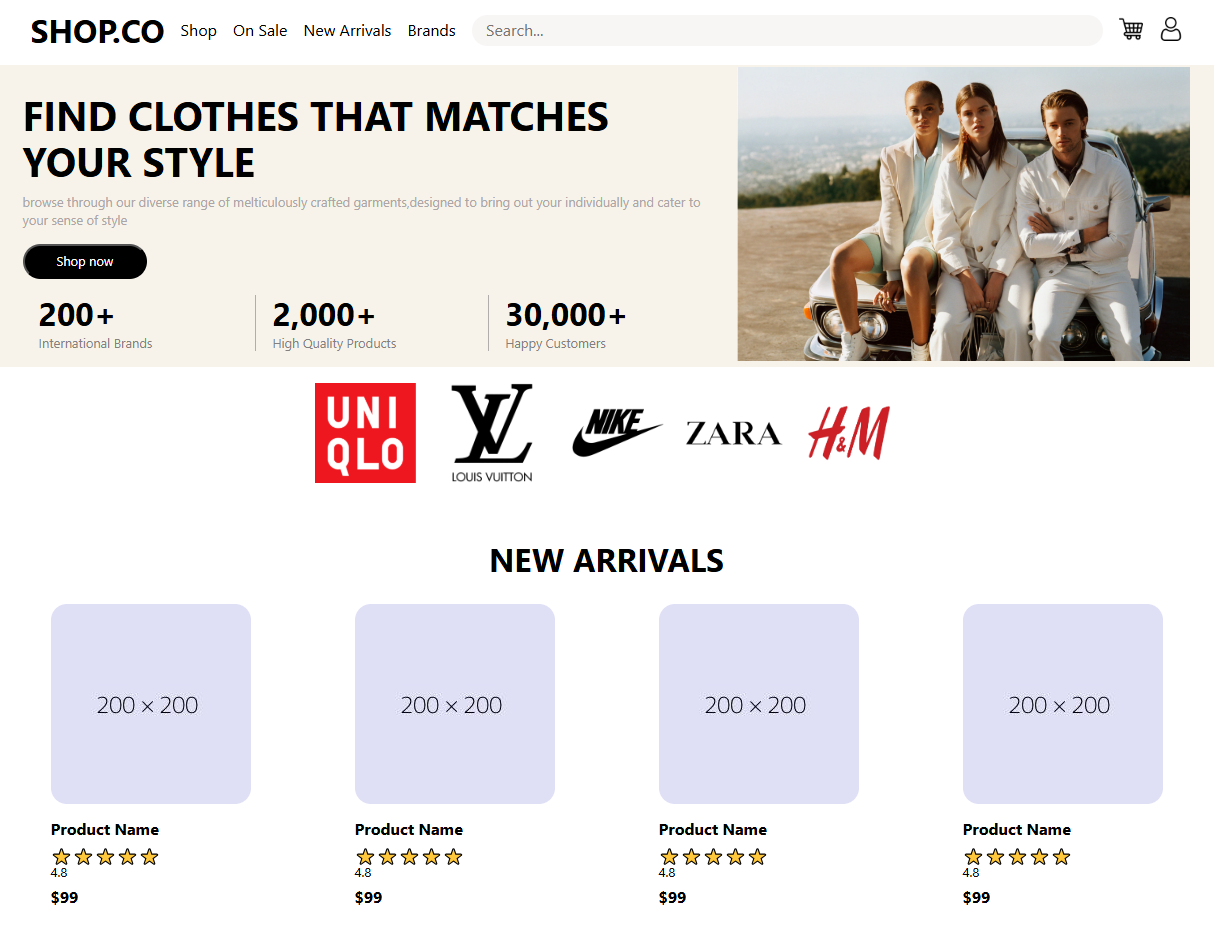 SHOP.CO Shop On Sale New Arrivals Brands Search...
FIND CLOTHES THAT MATCHES
YOUR STYLE
browse through our diverse range of melticulously crafted garments,designed to bring out your individually and cater to
your sense of style
Shop now
200+ 2,000+ 30,000+
International Brands High Quality Products Happy Customers
UNI
QLO
LV
LOUIS VUITTON
NIKE
ZARA
H&M
NEW ARRIVALS
200 × 200 200 × 200 200 × 200 200 × 200
Product Name Product Name Product Name Product Name
4.8 4.8 4.8 4.8
$99 $99 $99 $99